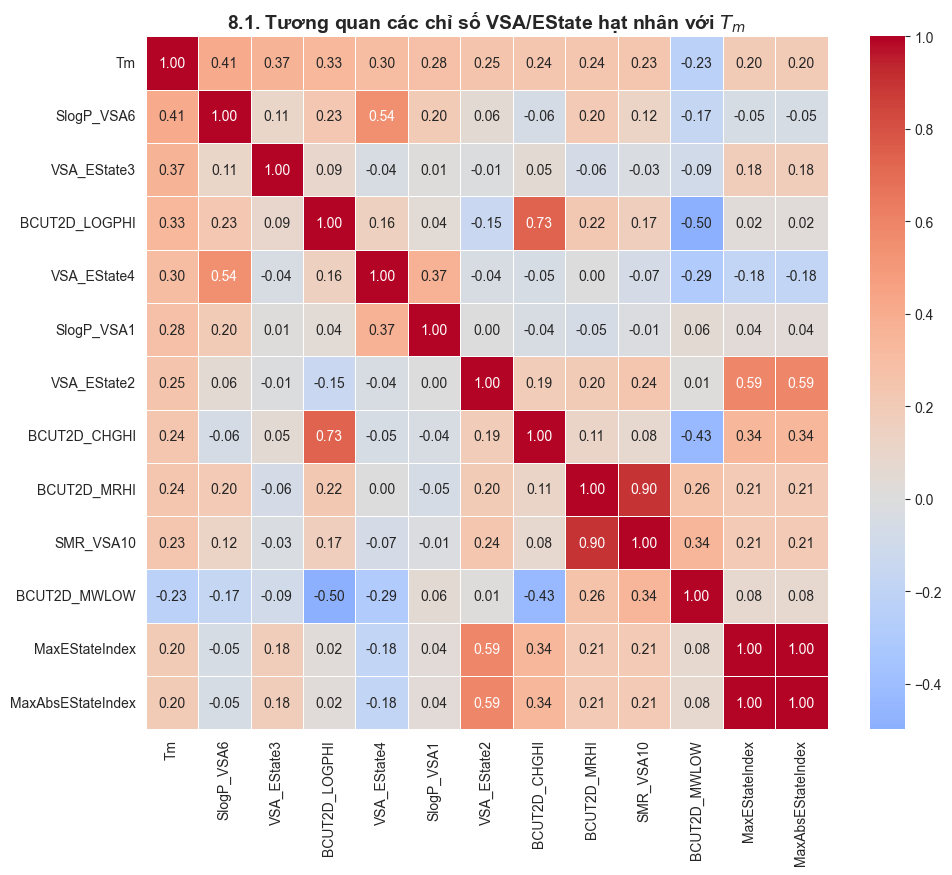 8.1. Tương quan các chỉ số VSA/EState hạt nhân với Tm
Tm 1.00 0.41 0.37 0.33 0.30 0.28 0.25 0.24 0.24 0.23 -0.23 0.20 0.20
SlogP_VSA6 0.41 1.00 0.11 0.23 0.54 0.20 0.06 -0.06 0.20 0.12 -0.17 -0.05 -0.05
VSA_EState3 0.37 0.11 1.00 0.09 -0.04 0.01 -0.01 0.05 -0.06 -0.03 -0.09 0.18 0.18
BCUT2D_LOGPHI 0.33 0.23 0.09 1.00 0.16 0.04 -0.15 0.73 0.22 0.17 -0.50 0.02 0.02
VSA_EState4 0.30 0.54 -0.04 0.16 1.00 0.37 -0.04 -0.05 0.00 -0.07 -0.29 -0.18 -0.18
SlogP_VSA1 0.28 0.20 0.01 0.04 0.37 1.00 0.00 -0.04 -0.05 -0.01 0.06 0.04 0.04
VSA_EState2 0.25 0.06 -0.01 -0.15 -0.04 0.00 1.00 0.19 0.20 0.24 0.01 0.59 0.59
BCUT2D_CHGHI 0.24 -0.06 0.05 0.73 -0.05 -0.04 0.19 1.00 0.11 0.08 -0.43 0.34 0.34
BCUT2D_MRHI 0.24 0.20 -0.06 0.22 0.00 -0.05 0.20 0.11 1.00 0.90 0.26 0.21 0.21
SMR_VSA10 0.23 0.12 -0.03 0.17 -0.07 -0.01 0.24 0.08 0.90 1.00 0.34 0.21 0.21
BCUT2D_MWLOW -0.23 -0.17 -0.09 -0.50 -0.29 0.06 0.01 -0.43 0.26 0.34 1.00 0.08 0.08
MaxEStateIndex 0.20 -0.05 0.18 0.02 -0.18 0.04 0.59 0.34 0.21 0.21 0.08 1.00 1.00
MaxAbsEStateIndex 0.20 -0.05 0.18 0.02 -0.18 0.04 0.59 0.34 0.21 0.21 0.08 1.00 1.00
Tm
SlogP_VSA6
VSA_EState3
BCUT2D_LOGPHI
VSA_EState4
SlogP_VSA1
VSA_EState2
BCUT2D_CHGHI
BCUT2D_MRHI
SMR_VSA10
BCUT2D_MWLOW
MaxEStateIndex
MaxAbsEStateIndex
1.0
0.8
0.6
0.4
0.2
0.0
−0.2
−0.4